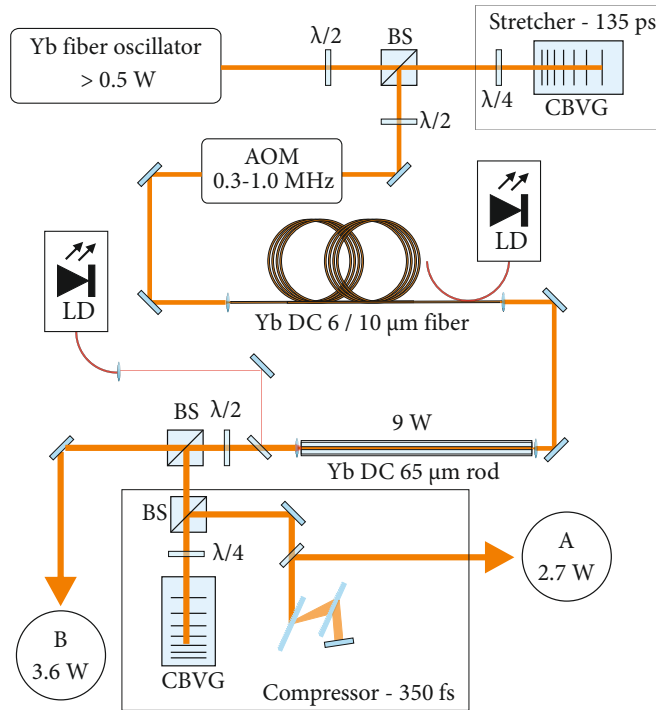 Stretcher - 135 ps
Yb fiber oscillator
> 0.5 W
λ/2
BS
λ/4
CBVG
λ/2
AOM
0.3-1.0 MHz
LD
LD
Yb DC 6 / 10 μm fiber
BS
λ/2
9 W
Yb DC 65 μm rod
BS
λ/4
A
2.7 W
B
3.6 W
CBVG
Compressor - 350 fs